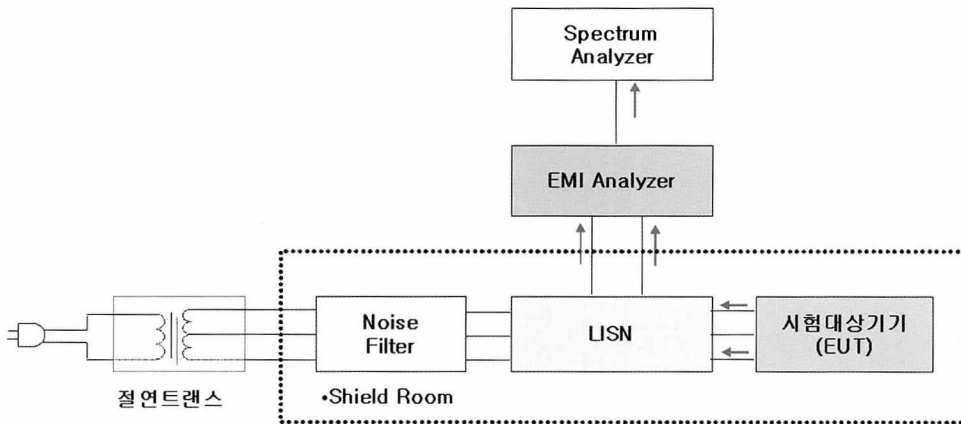 Spectrum
Analyzer
EMI Analyzer
Noise
Filter
LISN
시험대상기기
(EUT)
절연트랜스
•Shield Room